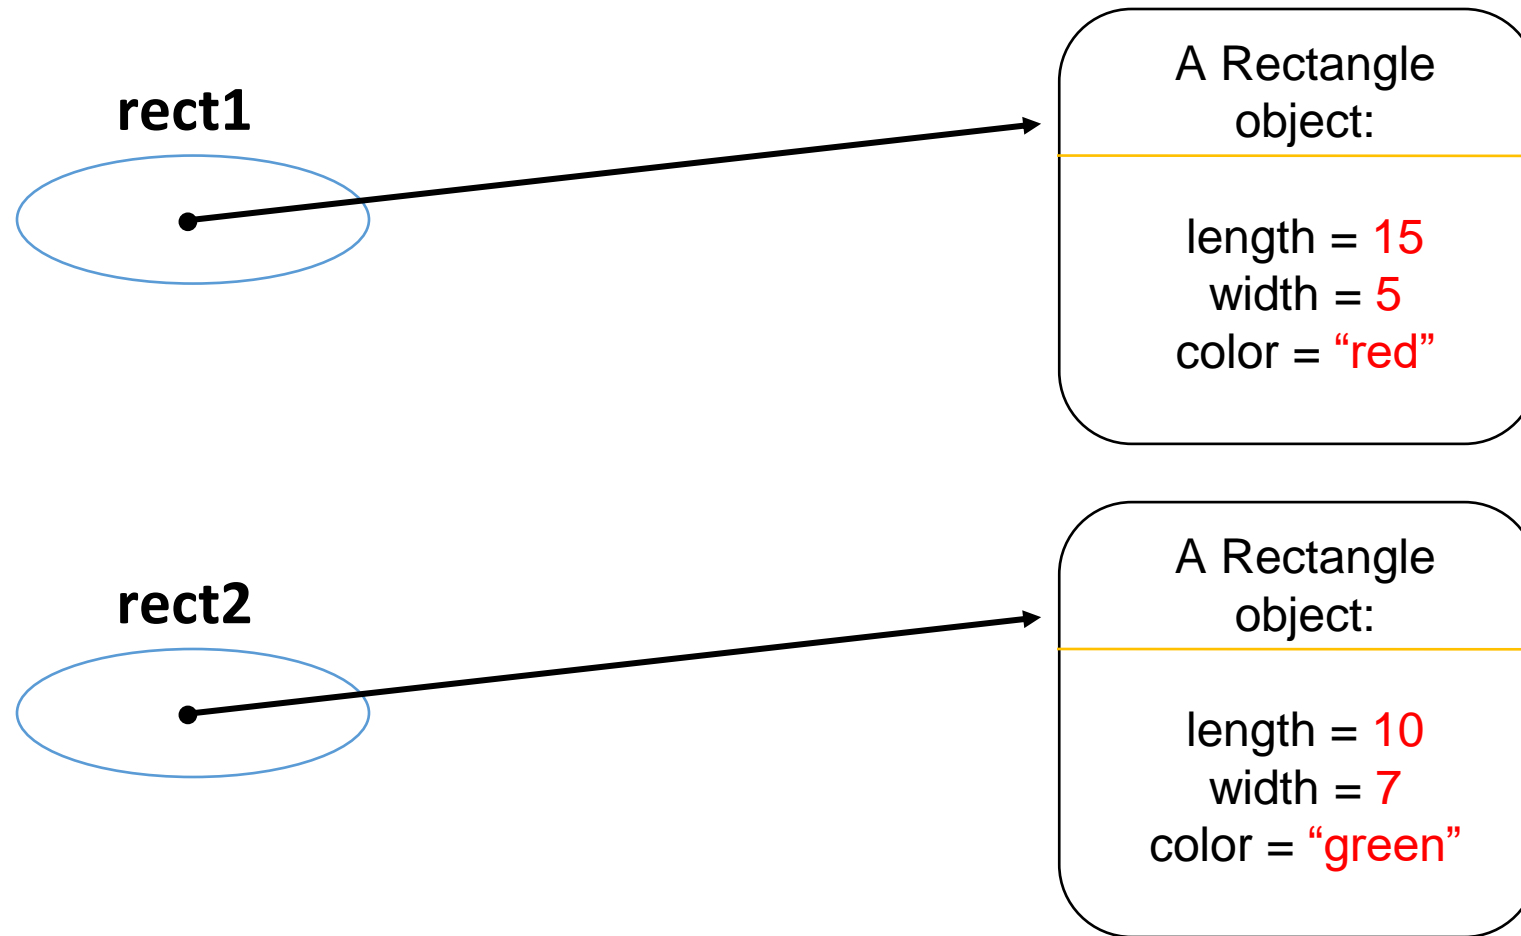 rect1
A Rectangle
object:
length = 15
width = 5
color = “red”
rect2
A Rectangle
object:
length = 10
width = 7
color = “green”